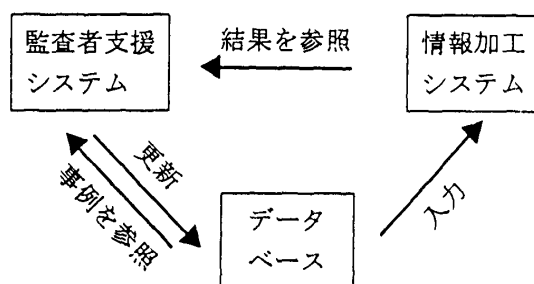 監査者支援
システム
結果を参照
情報加工
システム
更新
事例を参照
データ
ベース
入力